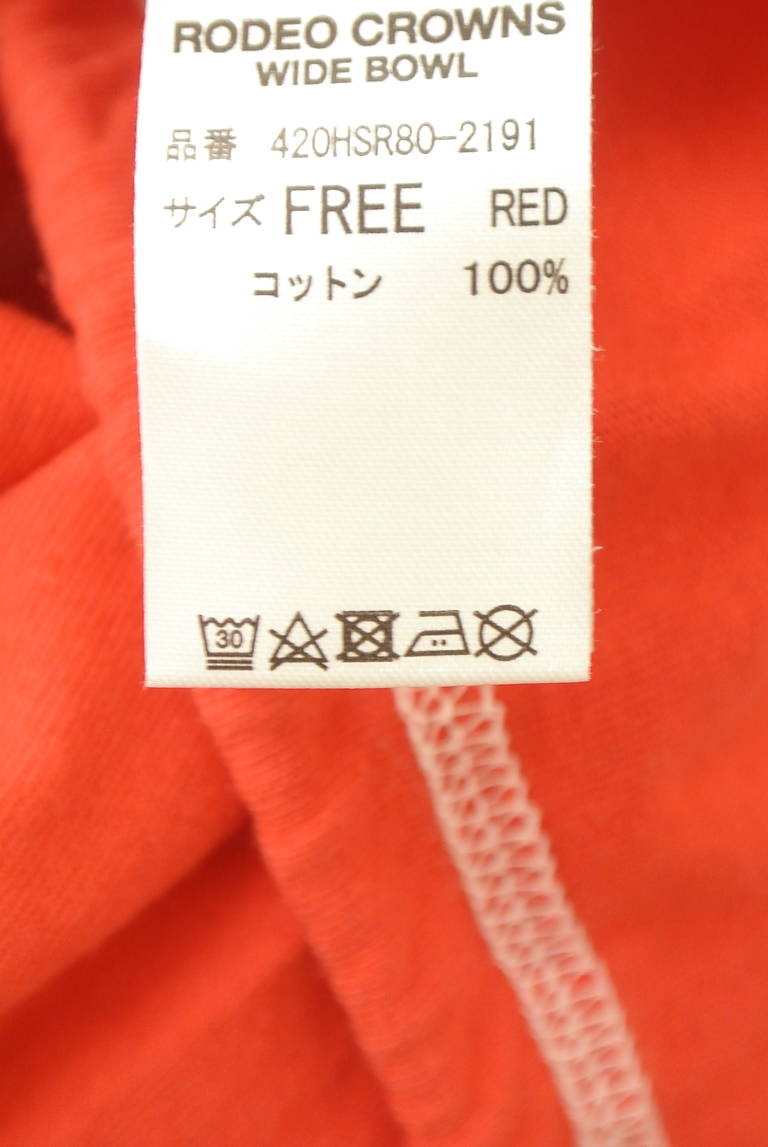 RODEO CROWNS
WIDE BOWL
品番 420HSR80-2191
サイズ FREE RED
コットン 100%
30